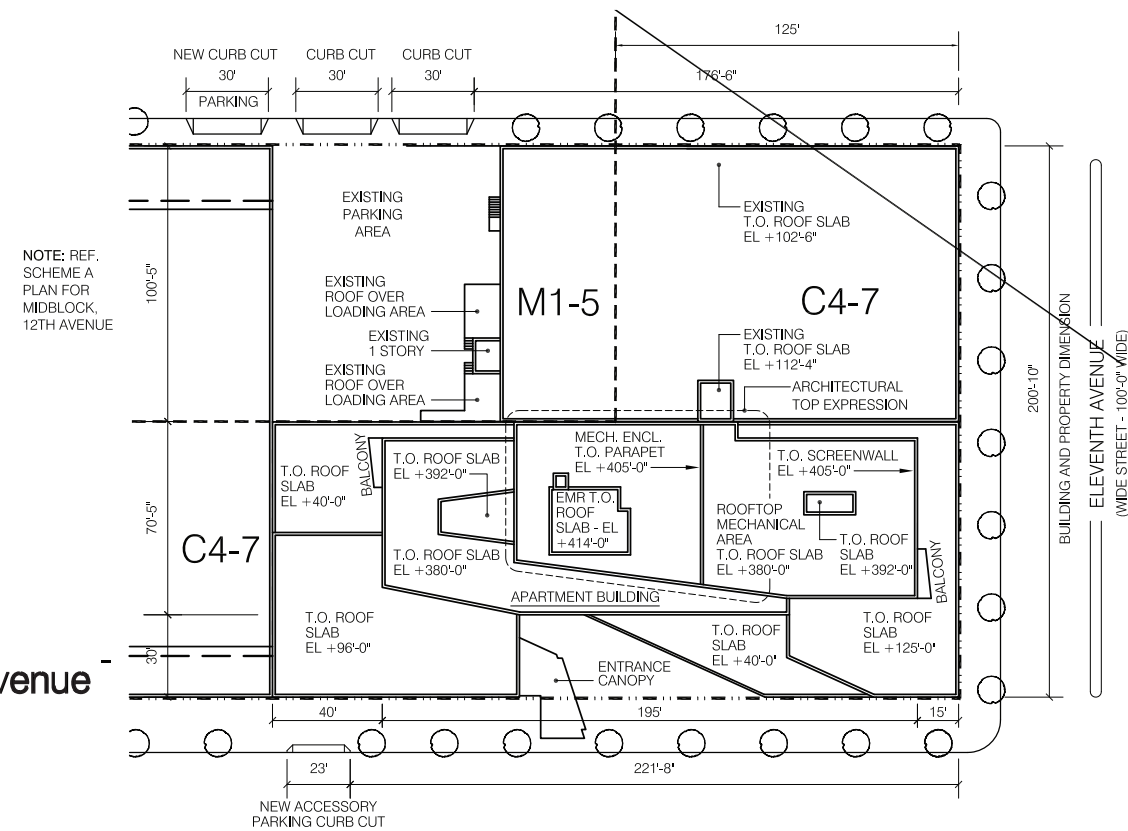 125'
NEW CURB CUT
30'
PARKING
CURB CUT
30'
CURB CUT
30'
176'-6"
EXISTING
PARKING
AREA
EXISTING
T.O. ROOF SLAB
EL +102'-6"
NOTE: REF.
SCHEME A
PLAN FOR
MIDBLOCK,
12TH AVENUE
100'-5"
EXISTING
ROOF OVER
LOADING AREA
EXISTING
1 STORY
EXISTING
ROOF OVER
LOADING AREA
M1-5
C4-7
EXISTING
T.O. ROOF SLAB
EL +112'-4"
ARCHITECTURAL
TOP EXPRESSION
200'-10"
BUILDING AND PROPERTY DIMENSION
ELEVENTH AVENUE
(WIDE STREET - 100'-0" WIDE)
T.O. ROOF
SLAB
EL +40'-0"
BALCONY
T.O. ROOF SLAB
EL +392'-0"
MECH. ENCL.
T.O. PARAPET
EL +405'-0"
T.O. SCREENWALL
EL +405'-0"
70'-5"
C4-7
EMR T.O.
ROOF
SLAB - EL
+414'-0"
ROOFTOP
MECHANICAL
AREA
T.O. ROOF SLAB
EL +380'-0"
T.O. ROOF
SLAB
EL +392'-0"
T.O. ROOF SLAB
EL +380'-0"
BALCONY
APARTMENT BUILDING
T.O. ROOF
SLAB
EL +96'-0"
T.O. ROOF
SLAB
EL +40'-0"
T.O. ROOF
SLAB
EL +125'-0"
30'
venue -
ENTRANCE
CANOPY
40'
195'
15'
23'
221'-8"
NEW ACCESSORY
PARKING CURB CUT